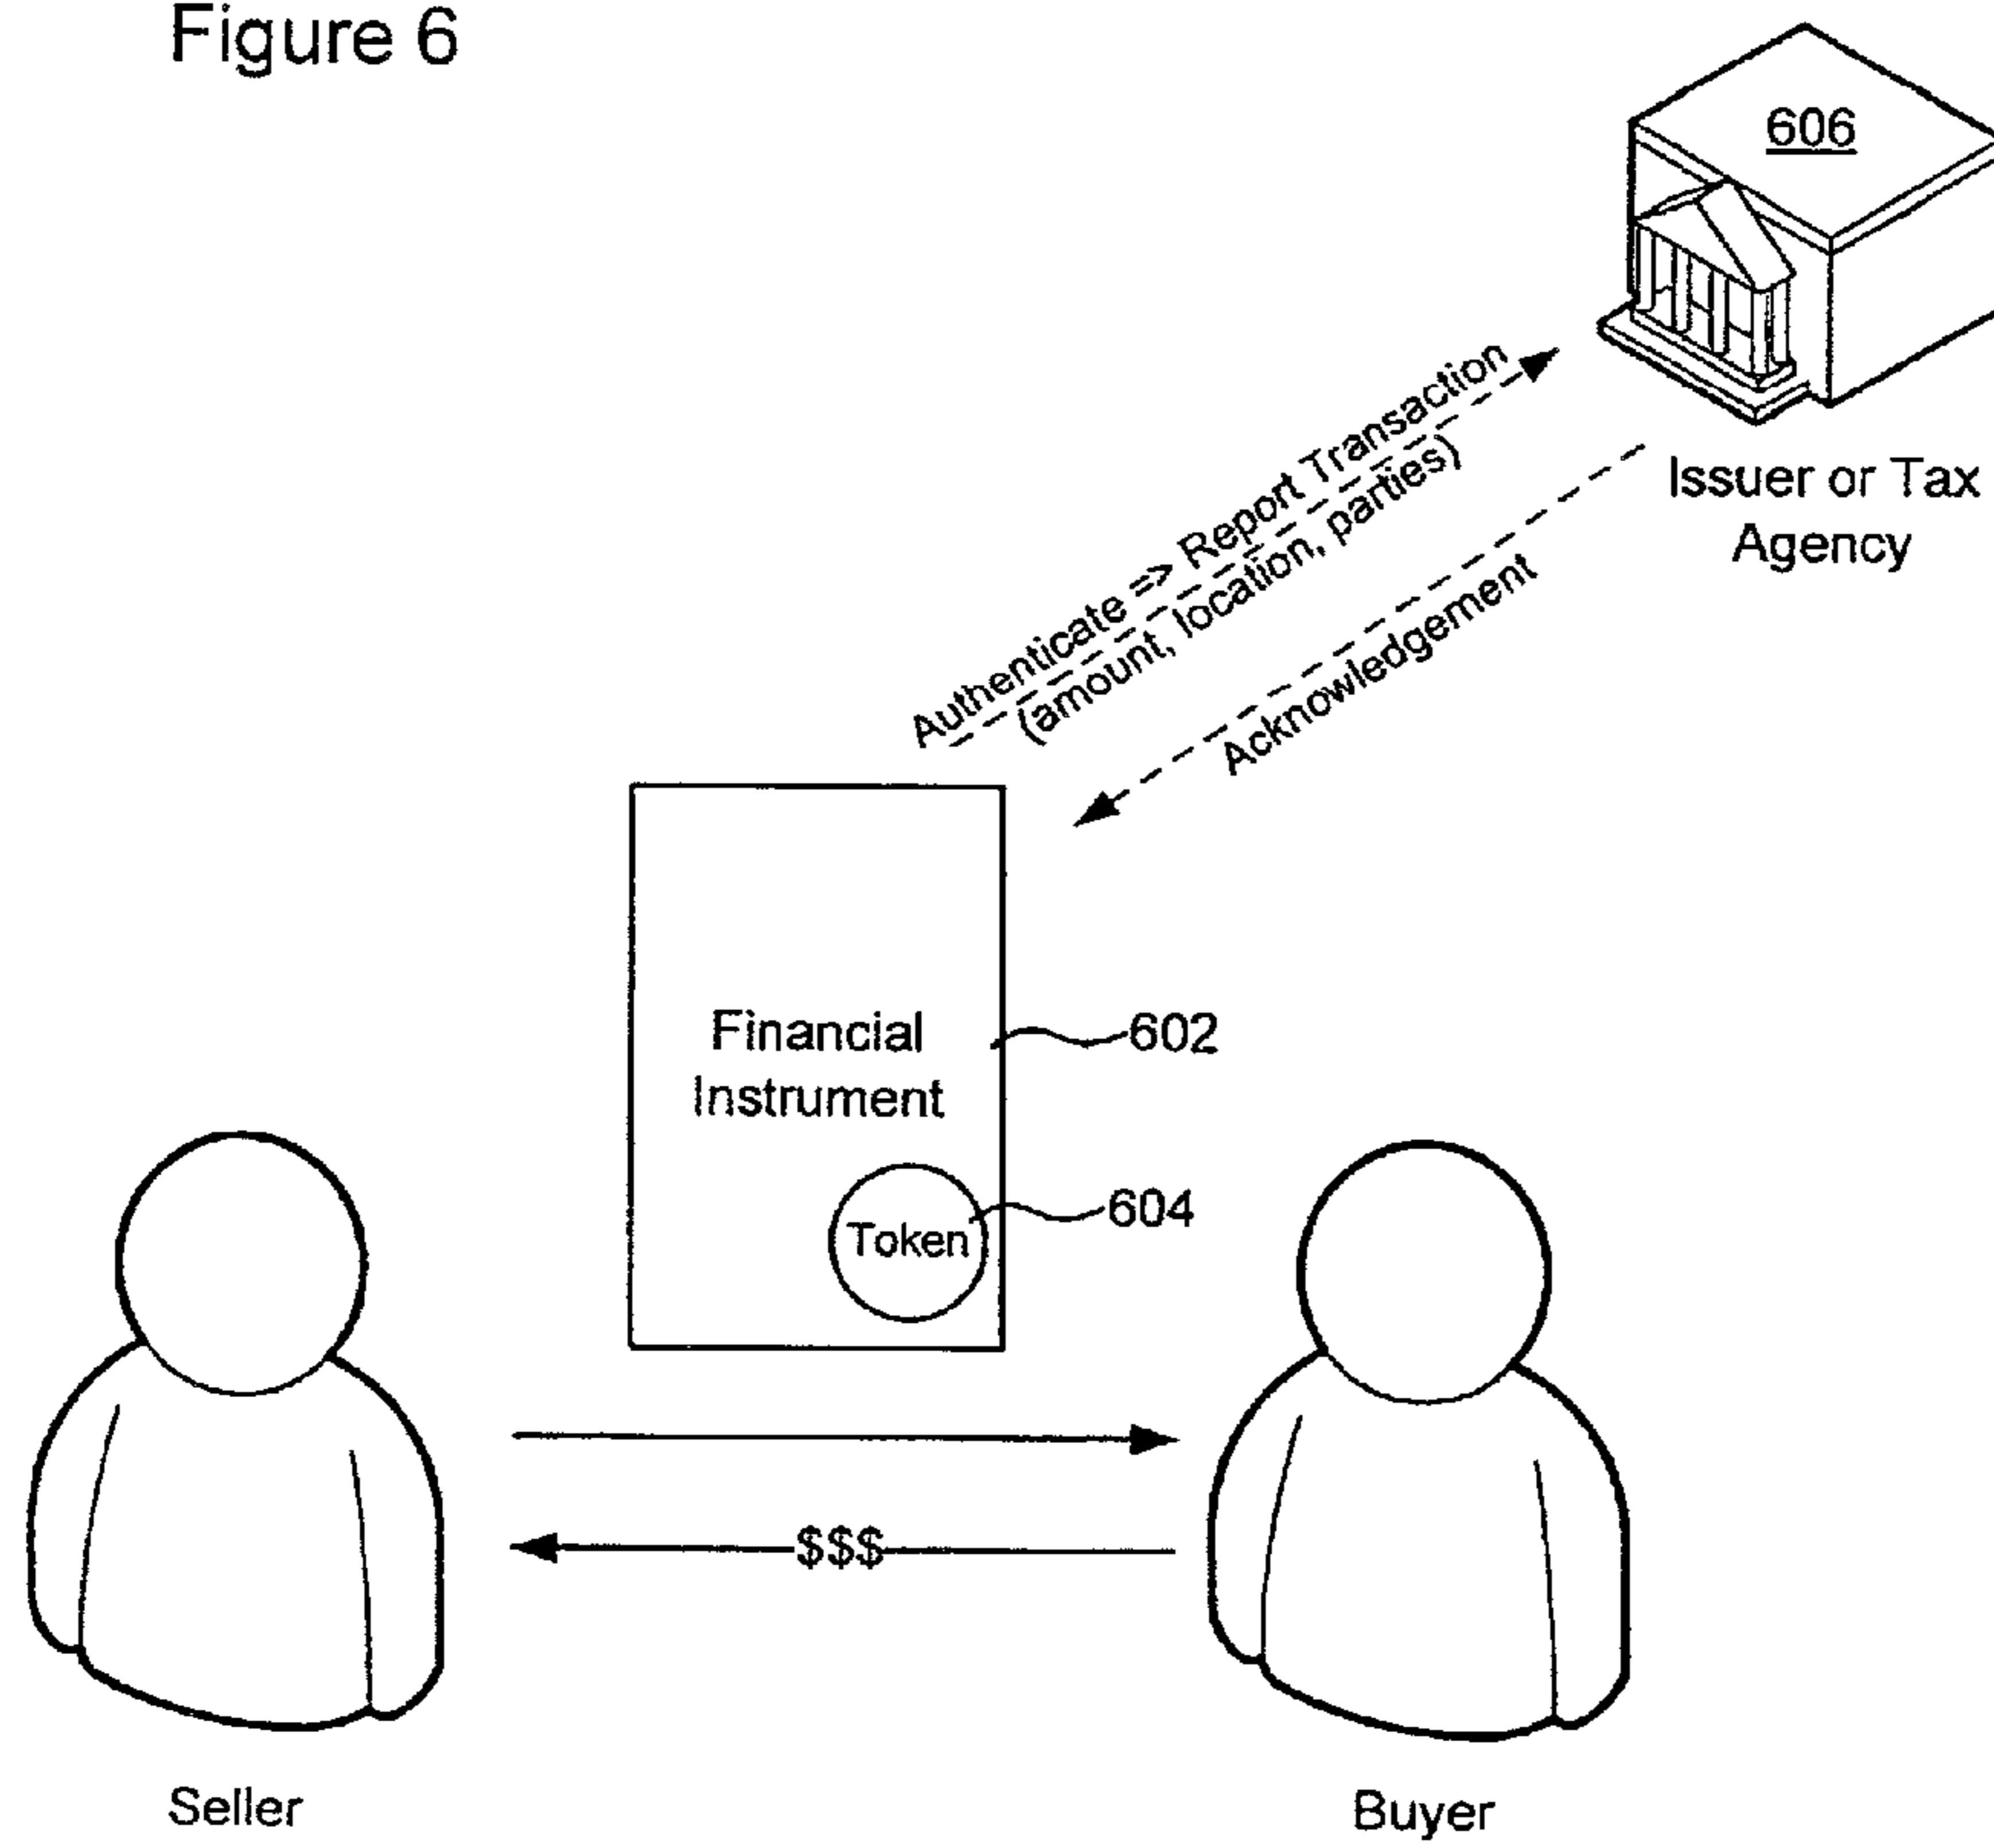 Figure 6
606
Issuer or Tax
Agency
Authenticate => Report Transaction
(amount, location, parties)
Acknowledgement
Financial
Instrument
602
Token
604
$$$
Seller
Buyer